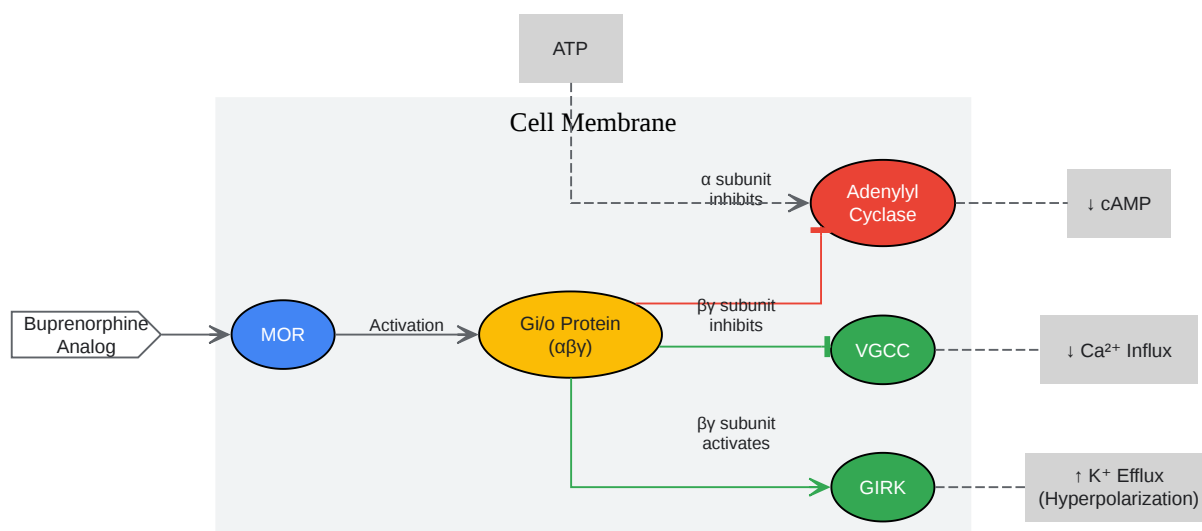 ATP
Cell Membrane
α subunit
inhibits
Adenylyl
Cyclase
↓ cAMP
Buprenorphine
Analog
MOR
Activation
Gi/o Protein
(αβγ)
βγ subunit
inhibits
VGCC
↓ Ca²⁺ Influx
βγ subunit
activates
GIRK
↑ K⁺ Efflux
(Hyperpolarization)